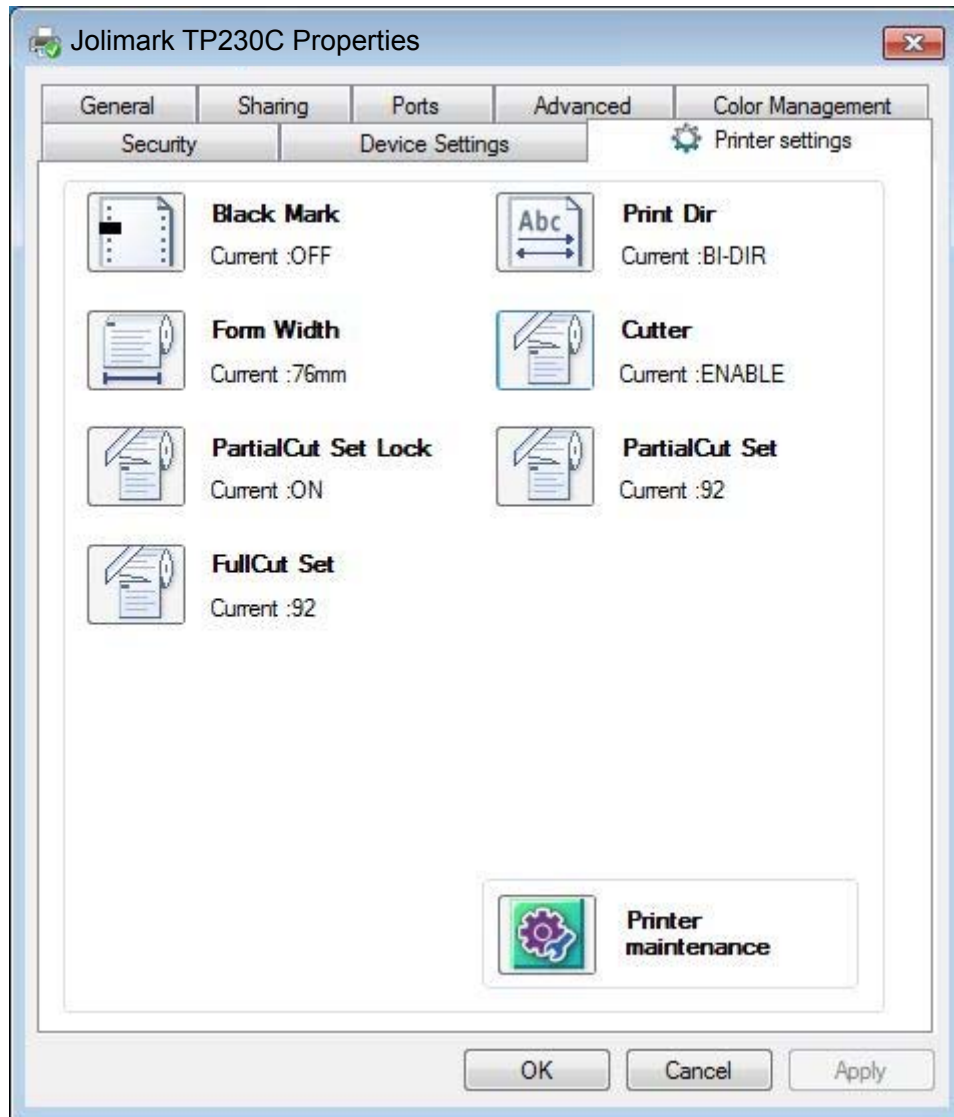 Jolimark TP230C Properties
General Sharing Ports Advanced Color Management
Security Device Settings Printer settings
Black Mark
Current :OFF
Abc
Print Dir
Current :BI-DIR
Form Width
Current :76mm
Cutter
Current :ENABLE
PartialCut Set Lock
Current :ON
PartialCut Set
Current :92
FullCut Set
Current :92
Printer
maintenance
OK Cancel Apply